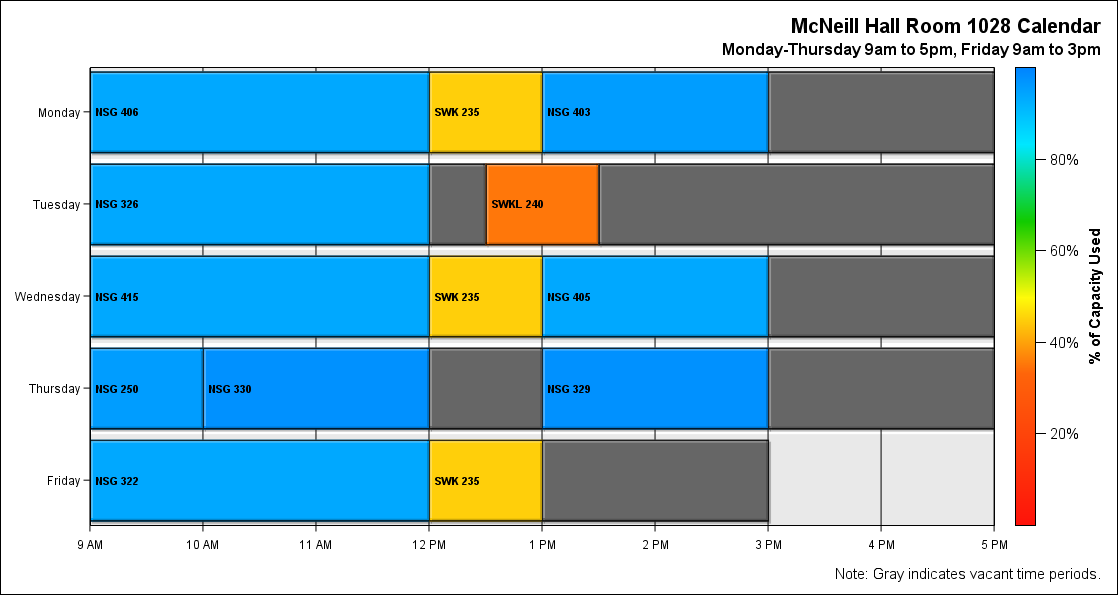 McNeill Hall Room 1028 Calendar
Monday-Thursday 9am to 5pm, Friday 9am to 3pm
Monday
NSG 406
SWK 235
NSG 403
Tuesday
NSG 326
SWKL 240
Wednesday
NSG 415
SWK 235
NSG 405
Thursday
NSG 250
NSG 330
NSG 329
Friday
NSG 322
SWK 235
9 AM
10 AM
11 AM
12 PM
1 PM
2 PM
3 PM
4 PM
5 PM
80%
60%
40%
20%
% of Capacity Used
Note: Gray indicates vacant time periods.